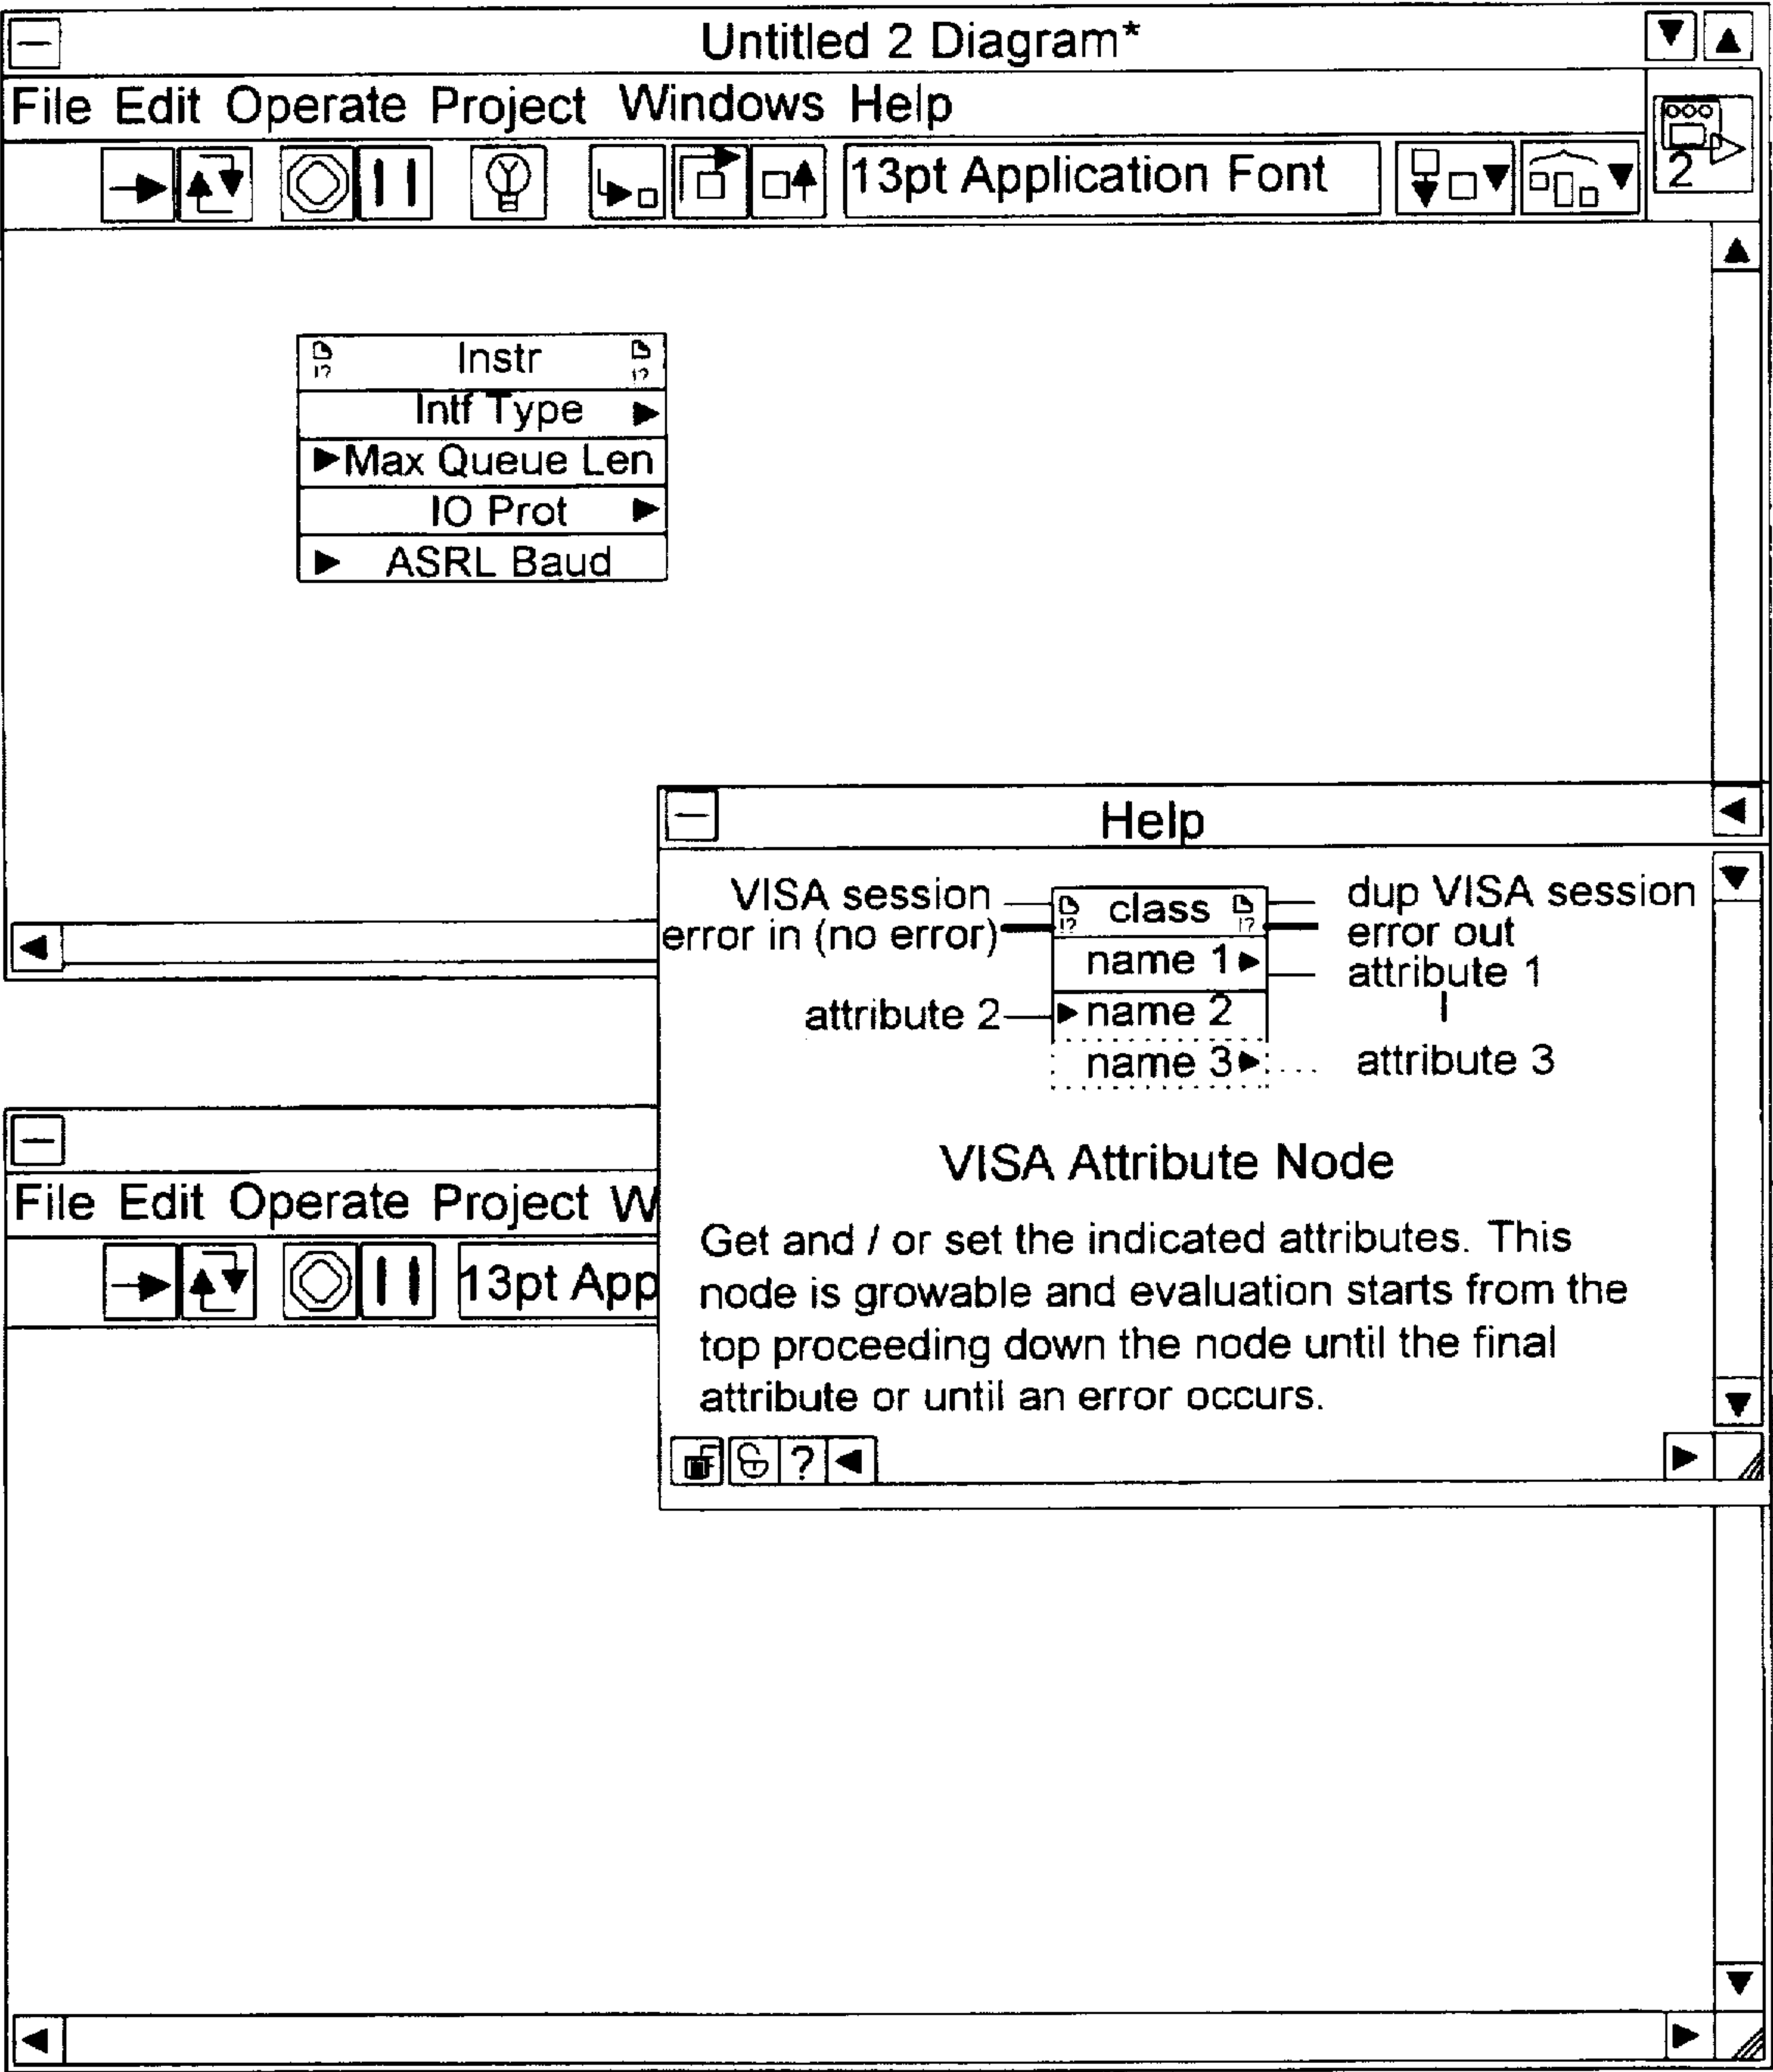 Untitled 2 Diagram*
File Edit Operate Project Windows Help
2
13pt Application Font
!? Instr !?
Intf Type
Max Queue Len
IO Prot
ASRL Baud
Help
VISA session
error in (no error)
!? class !?
dup VISA session
error out
name 1
attribute 1
attribute 2
name 2
name 3
attribute 3
VISA Attribute Node
Get and / or set the indicated attributes. This
node is growable and evaluation starts from the
top proceeding down the node until the final
attribute or until an error occurs.
?
File Edit Operate Project W
13pt App